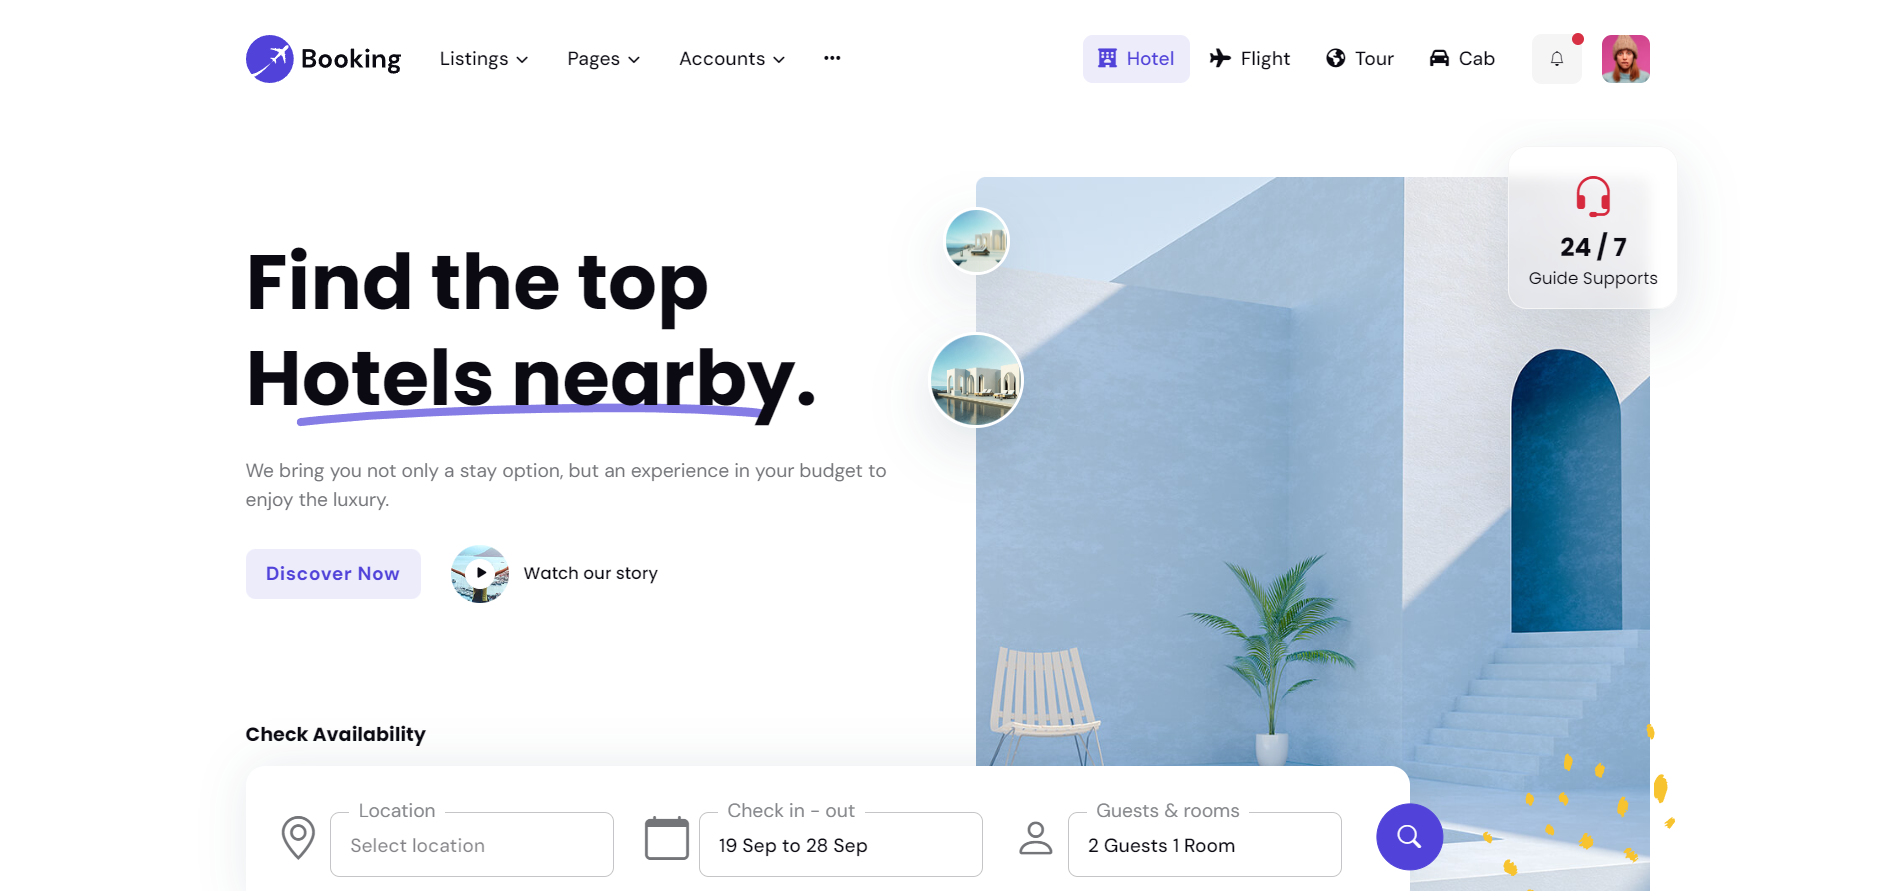 Booking
Listings
Pages
Accounts
Hotel
Flight
Tour
Cab
24 / 7
Guide Supports
Find the top
Hotels nearby.
We bring you not only a stay option, but an experience in your budget to
enjoy the luxury.
Discover Now
Watch our story
Check Availability
Location
Select location
Check in - out
19 Sep to 28 Sep
Guests & rooms
2 Guests 1 Room